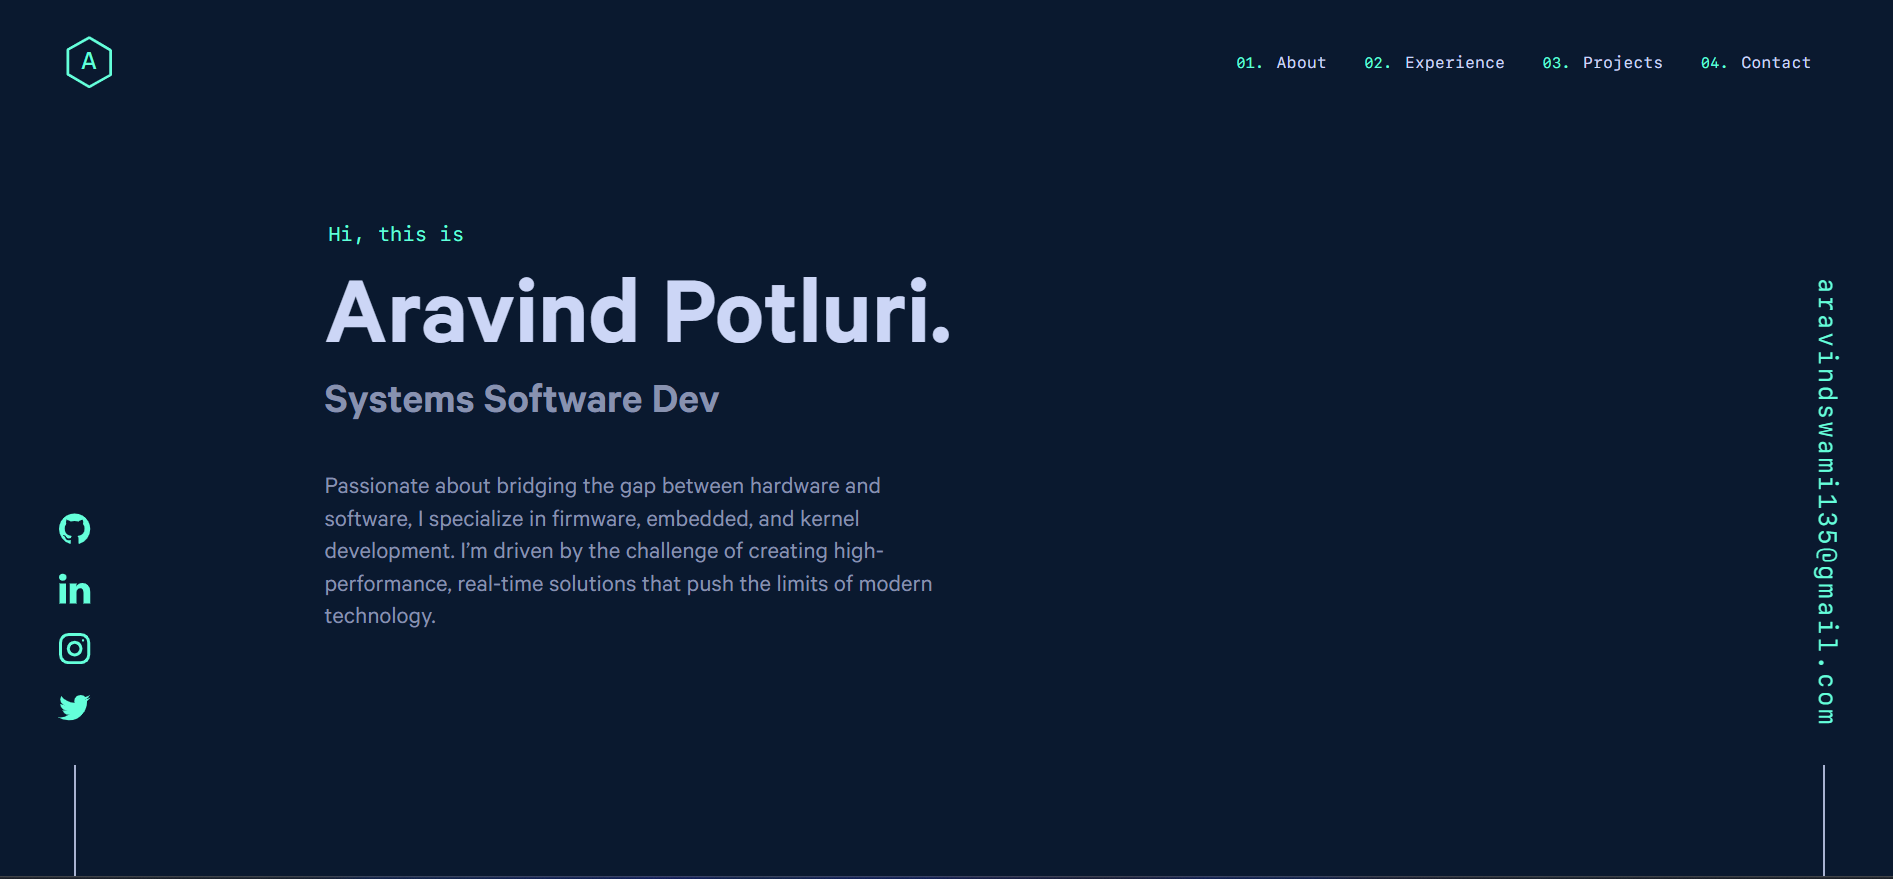 A
01. About 02. Experience 03. Projects 04. Contact
Hi, this is
Aravind Potluri.
Systems Software Dev
Passionate about bridging the gap between hardware and
software, I specialize in firmware, embedded, and kernel
development. I’m driven by the challenge of creating high-
performance, real-time solutions that push the limits of modern
technology.
in
aravindswami135@gmail.com